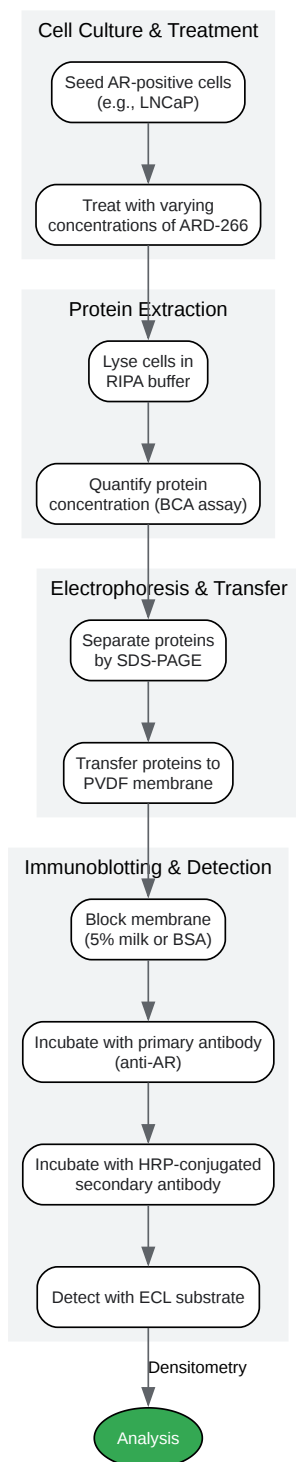 Cell Culture & Treatment
Seed AR-positive cells
(e.g., LNCaP)
Treat with varying
concentrations of ARD-266
Protein Extraction
Lyse cells in
RIPA buffer
Quantify protein
concentration (BCA assay)
Electrophoresis & Transfer
Separate proteins
by SDS-PAGE
Transfer proteins to
PVDF membrane
Immunoblotting & Detection
Block membrane
(5% milk or BSA)
Incubate with primary antibody
(anti-AR)
Incubate with HRP-conjugated
secondary antibody
Detect with ECL substrate
Densitometry
Analysis